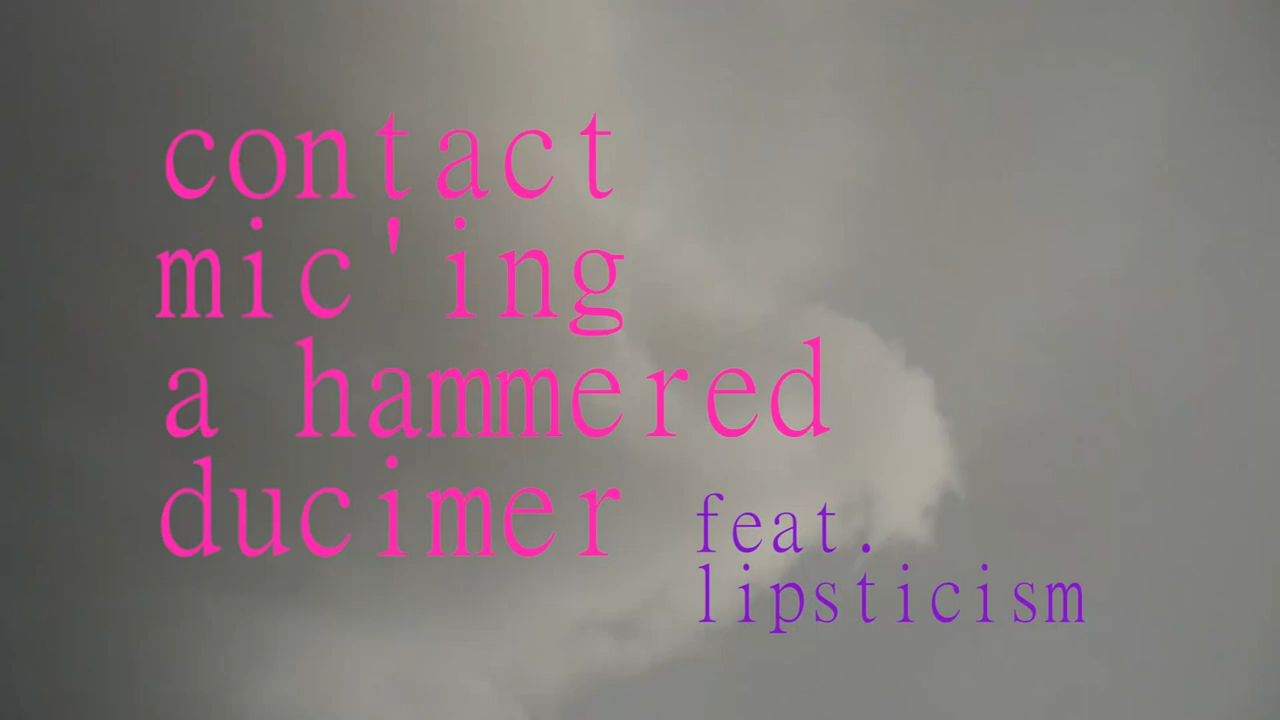 contact
mic'ing
a hammered
ducimer
feat.
lipsticism